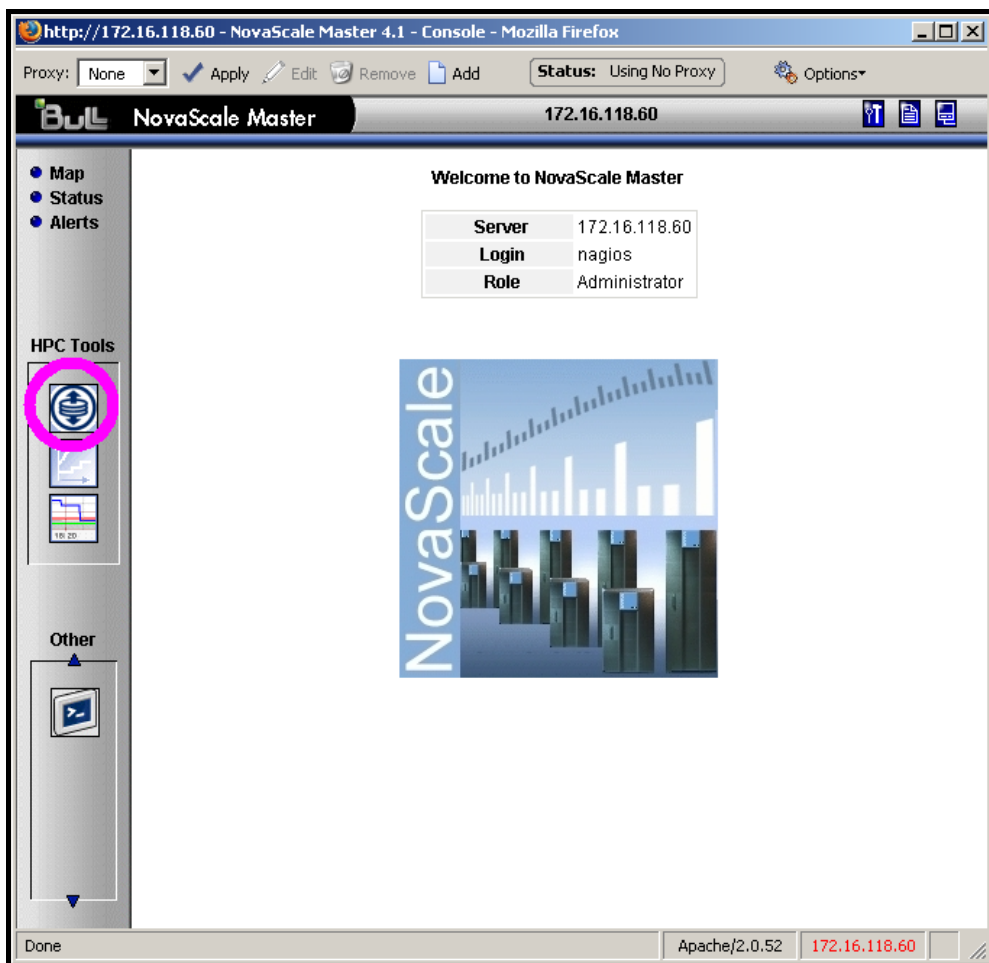 http://172.16.118.60 - NovaScale Master 4.1 - Console - Mozilla Firefox
Proxy: None Apply Edit Remove Add Status: Using No Proxy Options
Bull NovaScale Master 172.16.118.60
Map
Status
Alerts
Welcome to NovaScale Master
Server 172.16.118.60
Login nagios
Role Administrator
HPC Tools
18: 20
NovaScale
Other
>-
Done Apache/2.0.52 172.16.118.60